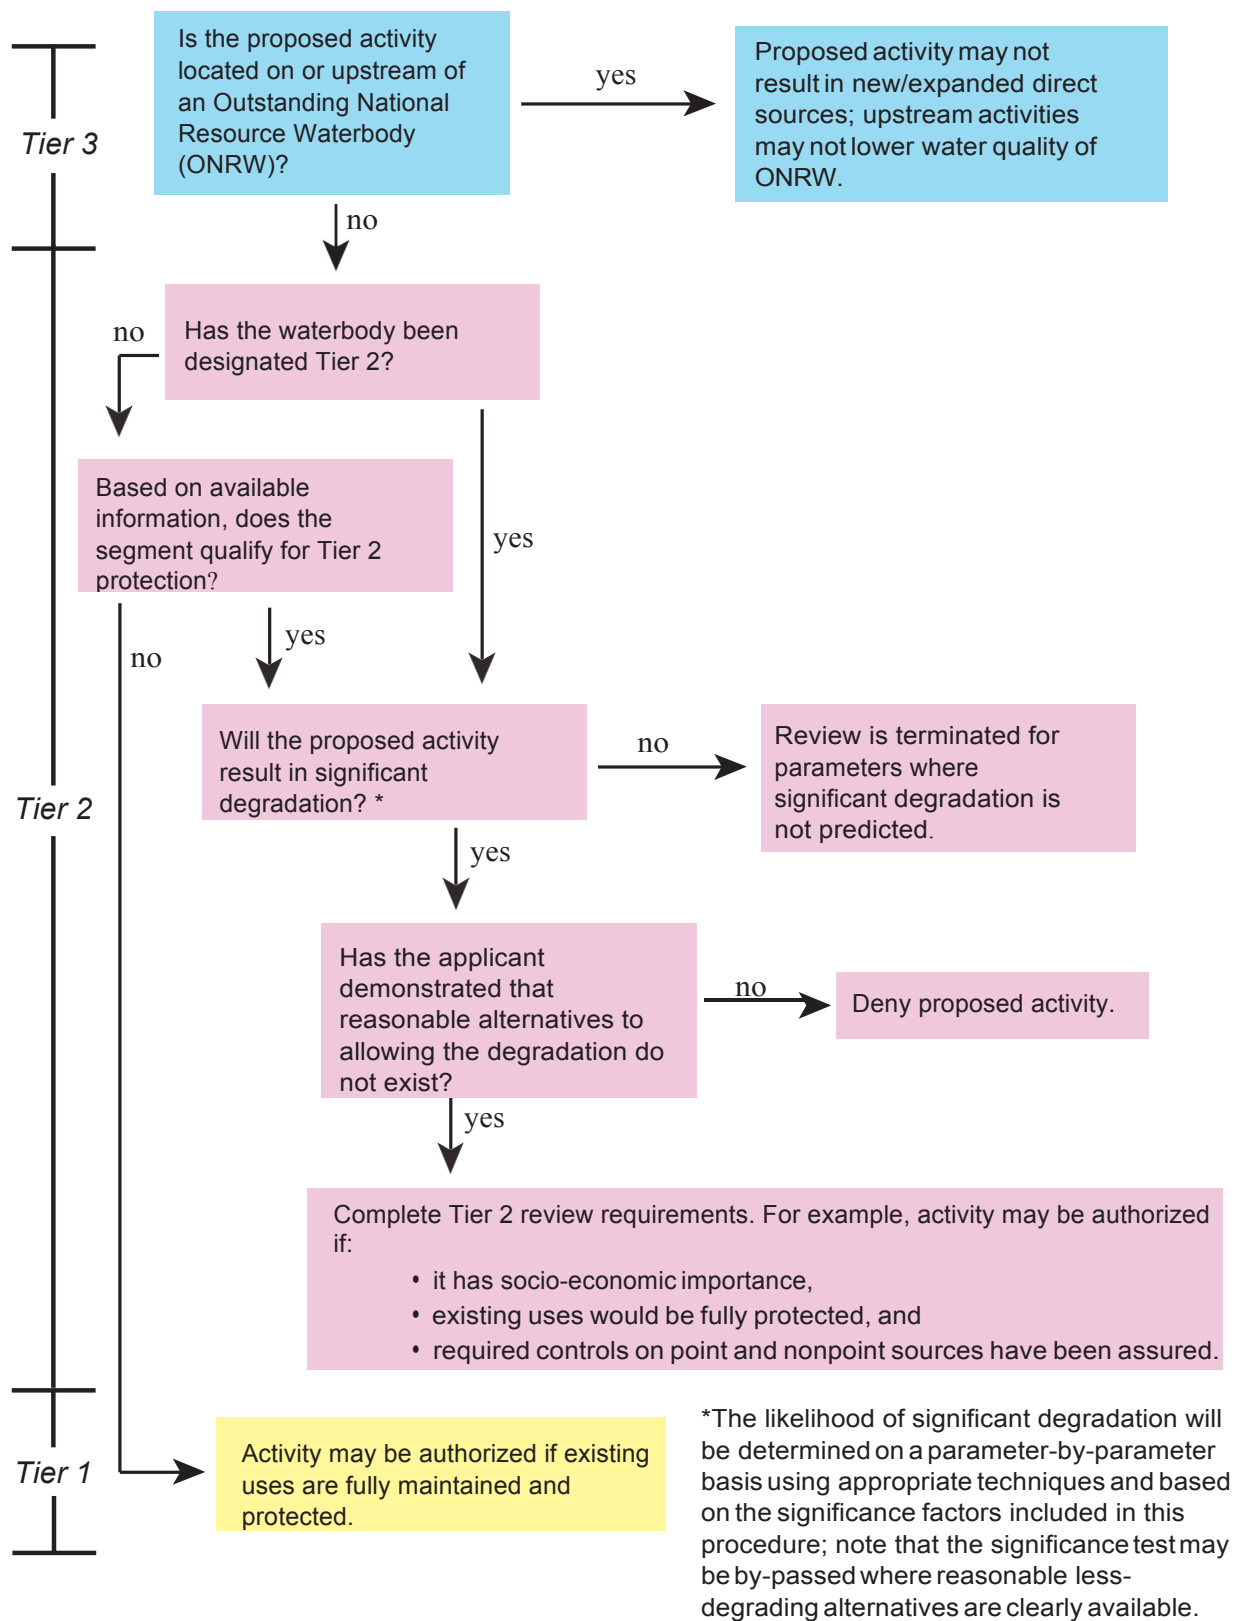 Is the proposed activity
located on or upstream of
an Outstanding National
Resource Waterbody
(ONRW)?
yes
Proposed activity may not
result in new/expanded direct
sources; upstream activities
may not lower water quality of
ONRW.
Tier 3
no
Has the waterbody been
designated Tier 2?
no
Based on available
information, does the
segment qualify for Tier 2
protection?
yes
yes
no
Will the proposed activity
result in significant
degradation? *
no
Review is terminated for
parameters where
significant degradation is
not predicted.
Tier 2
yes
Has the applicant
demonstrated that
reasonable alternatives to
allowing the degradation do
not exist?
no
Deny proposed activity.
yes
Complete Tier 2 review requirements. For example, activity may be authorized
if:
• it has socio-economic importance,
• existing uses would be fully protected, and
• required controls on point and nonpoint sources have been assured.
Tier 1
Activity may be authorized if existing
uses are fully maintained and
protected.
*The likelihood of significant degradation will
be determined on a parameter-by-parameter
basis using appropriate techniques and based
on the significance factors included in this
procedure; note that the significance test may
be by-passed where reasonable less-
degrading alternatives are clearly available.